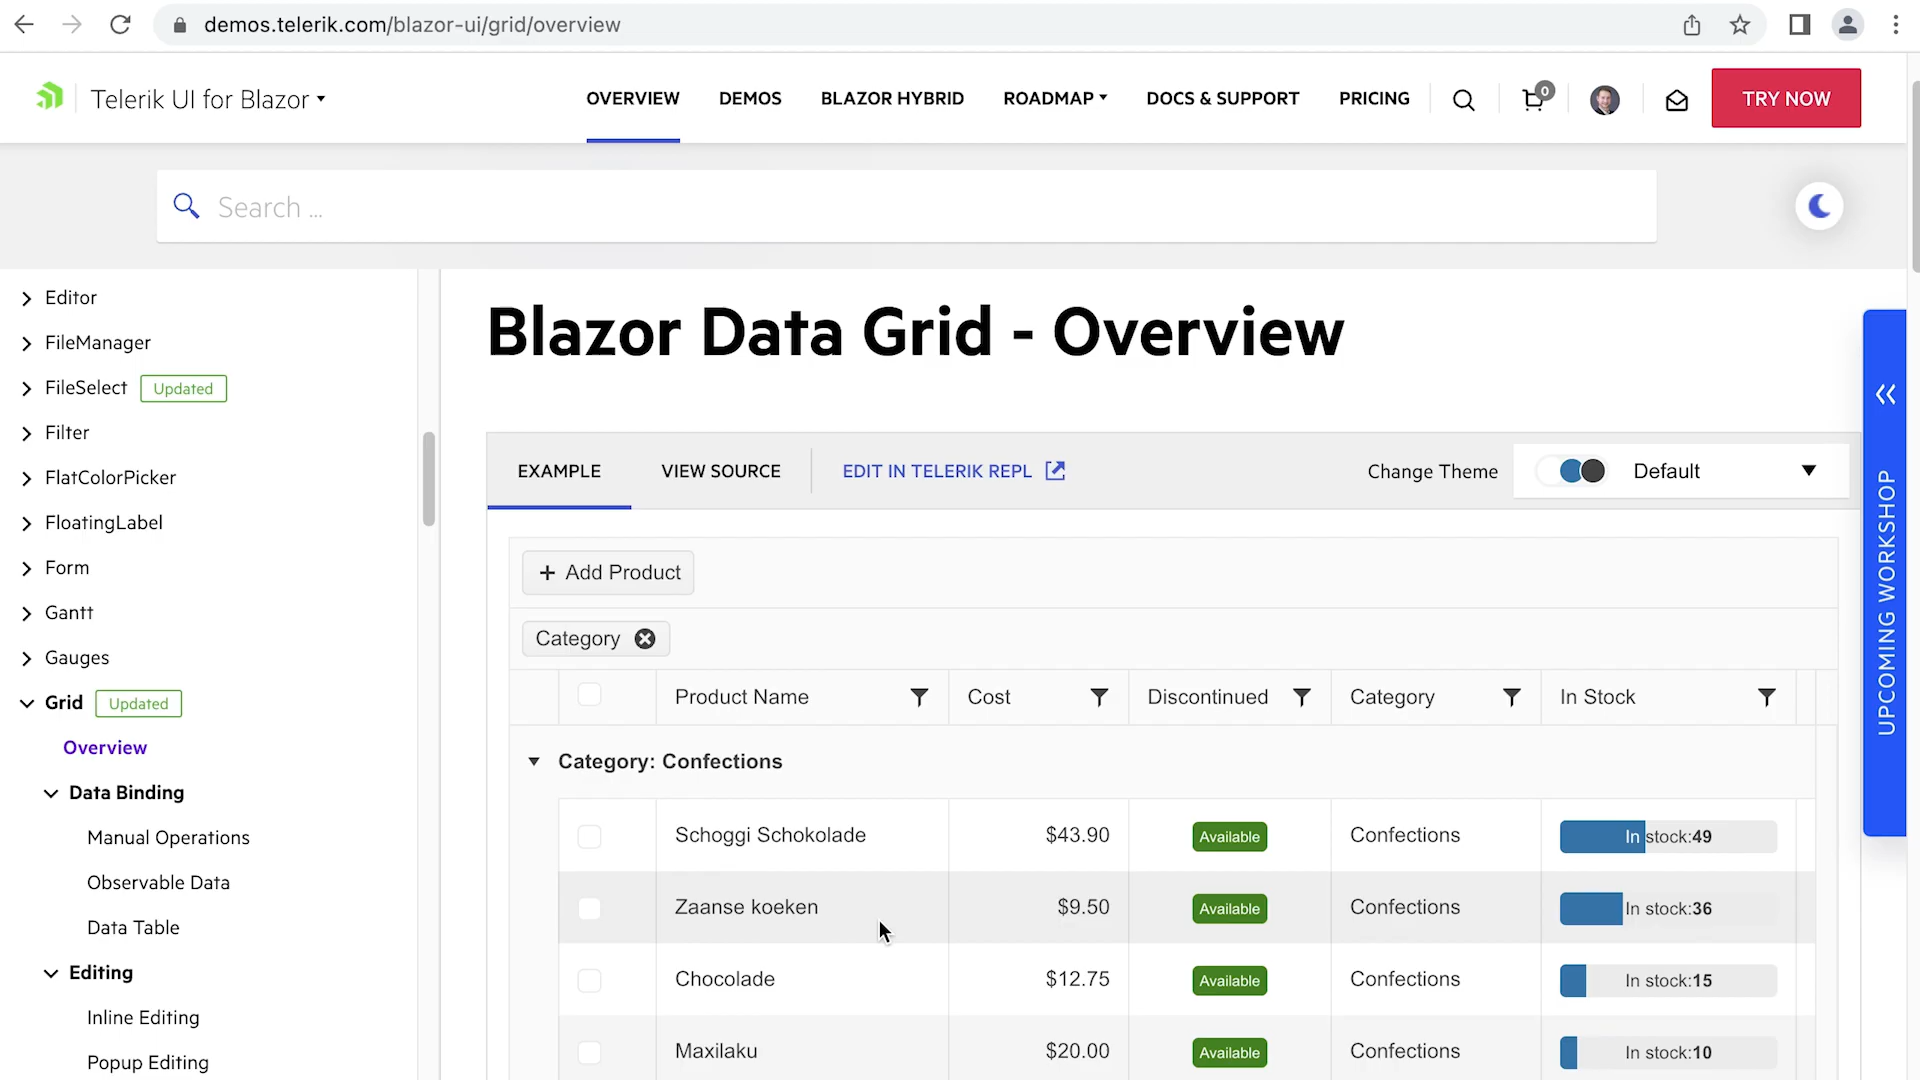 demos.telerik.com/blazor-ui/grid/overview
Telerik UI for Blazor
OVERVIEW
DEMOS
BLAZOR HYBRID
ROADMAP
DOCS & SUPPORT
PRICING
0
TRY NOW
Search ...
Editor
FileManager
FileSelect Updated
Filter
FlatColorPicker
FloatingLabel
Form
Gantt
Gauges
Grid Updated
Overview
Data Binding
Manual Operations
Observable Data
Data Table
Editing
Inline Editing
Popup Editing
Blazor Data Grid - Overview
EXAMPLE
VIEW SOURCE
EDIT IN TELERIK REPL
Change Theme
Default
+ Add Product
Category
Product Name Cost Discontinued Category In Stock
Category: Confections
Schoggi Schokolade $43.90 Available Confections In stock:49
Zaanse koeken $9.50 Available Confections In stock:36
Chocolade $12.75 Available Confections In stock:15
Maxilaku $20.00 Available Confections In stock:10
UPCOMING WORKSHOP